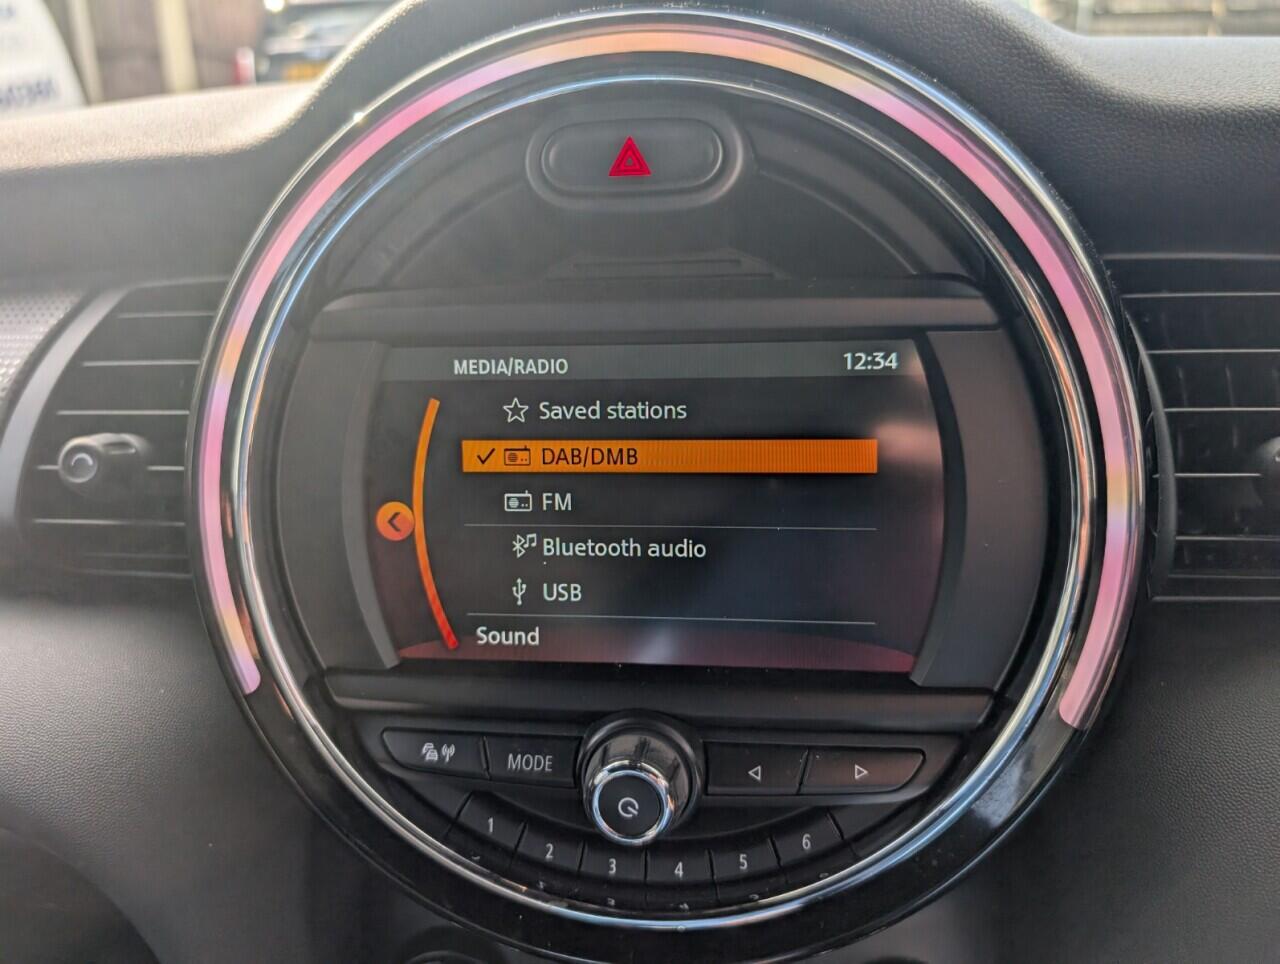 MEDIA/RADIO 12:34
Saved stations
DAB/DMB
FM
Bluetooth audio
USB
Sound
MODE
1 2 3 4 5 6